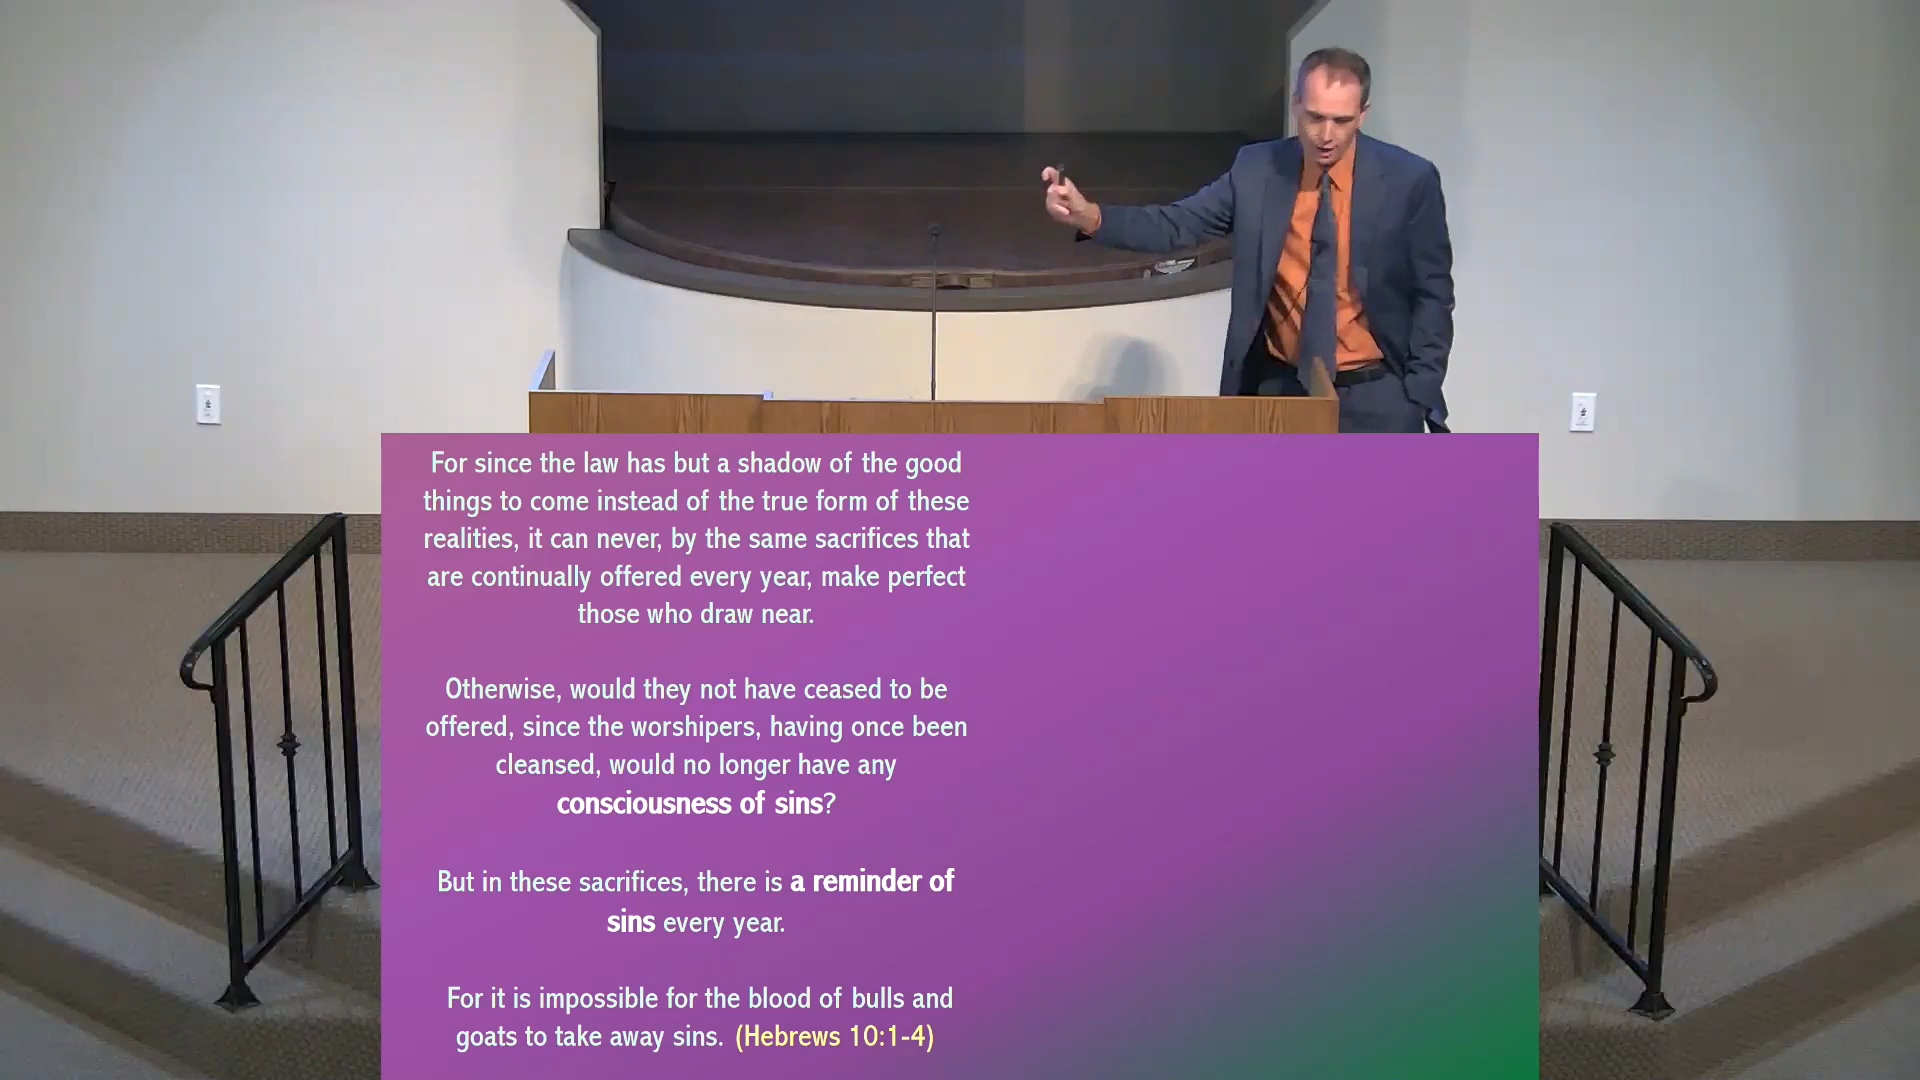 For since the law has but a shadow of the good
things to come instead of the true form of these
realities, it can never, by the same sacrifices that
are continually offered every year, make perfect
those who draw near.
Otherwise, would they not have ceased to be
offered, since the worshipers, having once been
cleansed, would no longer have any
consciousness of sins?
But in these sacrifices, there is a reminder of
sins every year.
For it is impossible for the blood of bulls and
goats to take away sins. (Hebrews 10:1-4)